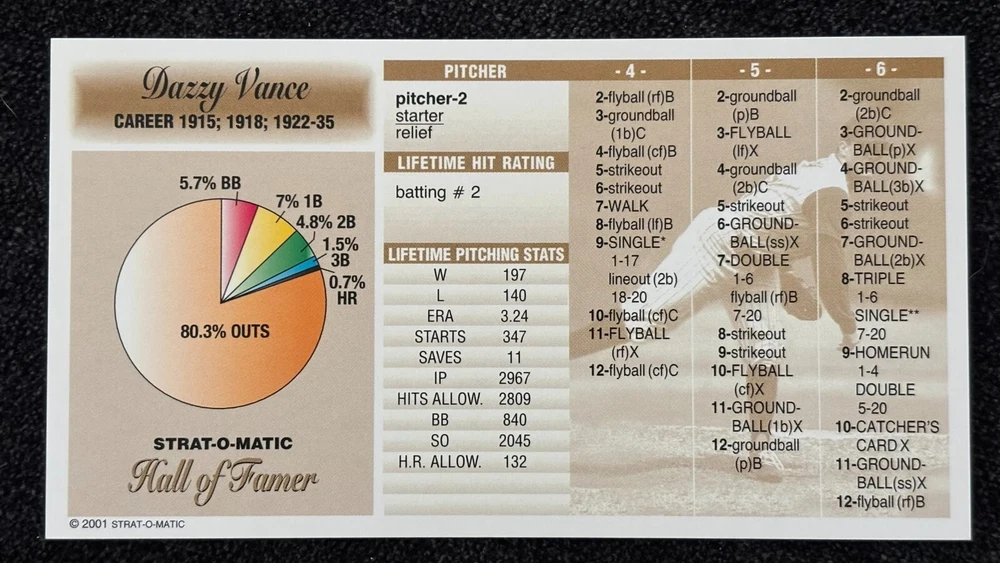 Dazzy Vance
CAREER 1915; 1918; 1922-35
5.7% BB
7% 1B
4.8% 2B
1.5%
3B
0.7%
HR
80.3% OUTS
STRAT-O-MATIC
Hall of Famer
© 2001 STRAT-O-MATIC
PITCHER
pitcher-2
starter
relief
LIFETIME HIT RATING
batting # 2
LIFETIME PITCHING STATS
W 197
L 140
ERA 3.24
STARTS 347
SAVES 11
IP 2967
HITS ALLOW. 2809
BB 840
SO 2045
H.R. ALLOW. 132
- 4 -
2-flyball (rf)B
3-groundball
(1b)C
4-flyball (cf)B
5-strikeout
6-strikeout
7-WALK
8-flyball (lf)B
9-SINGLE*
1-17
lineout (2b)
18-20
10-flyball (cf)C
11-FLYBALL
(rf)X
12-flyball (cf)C
- 5 -
2-groundball
(p)B
3-FLYBALL
(lf)X
4-groundball
(2b)C
5-strikeout
6-GROUND-
BALL(ss)X
7-DOUBLE
1-6
flyball (rf)B
7-20
8-strikeout
9-strikeout
10-FLYBALL
(cf)X
11-GROUND-
BALL(1b)X
12-groundball
(p)B
- 6 -
2-groundball
(2b)C
3-GROUND-
BALL(p)X
4-GROUND-
BALL(3b)X
5-strikeout
6-strikeout
7-GROUND-
BALL(2b)X
8-TRIPLE
1-6
SINGLE**
7-20
9-HOMERUN
1-4
DOUBLE
5-20
10-CATCHER'S
CARD X
11-GROUND-
BALL(ss)X
12-flyball (rf)B